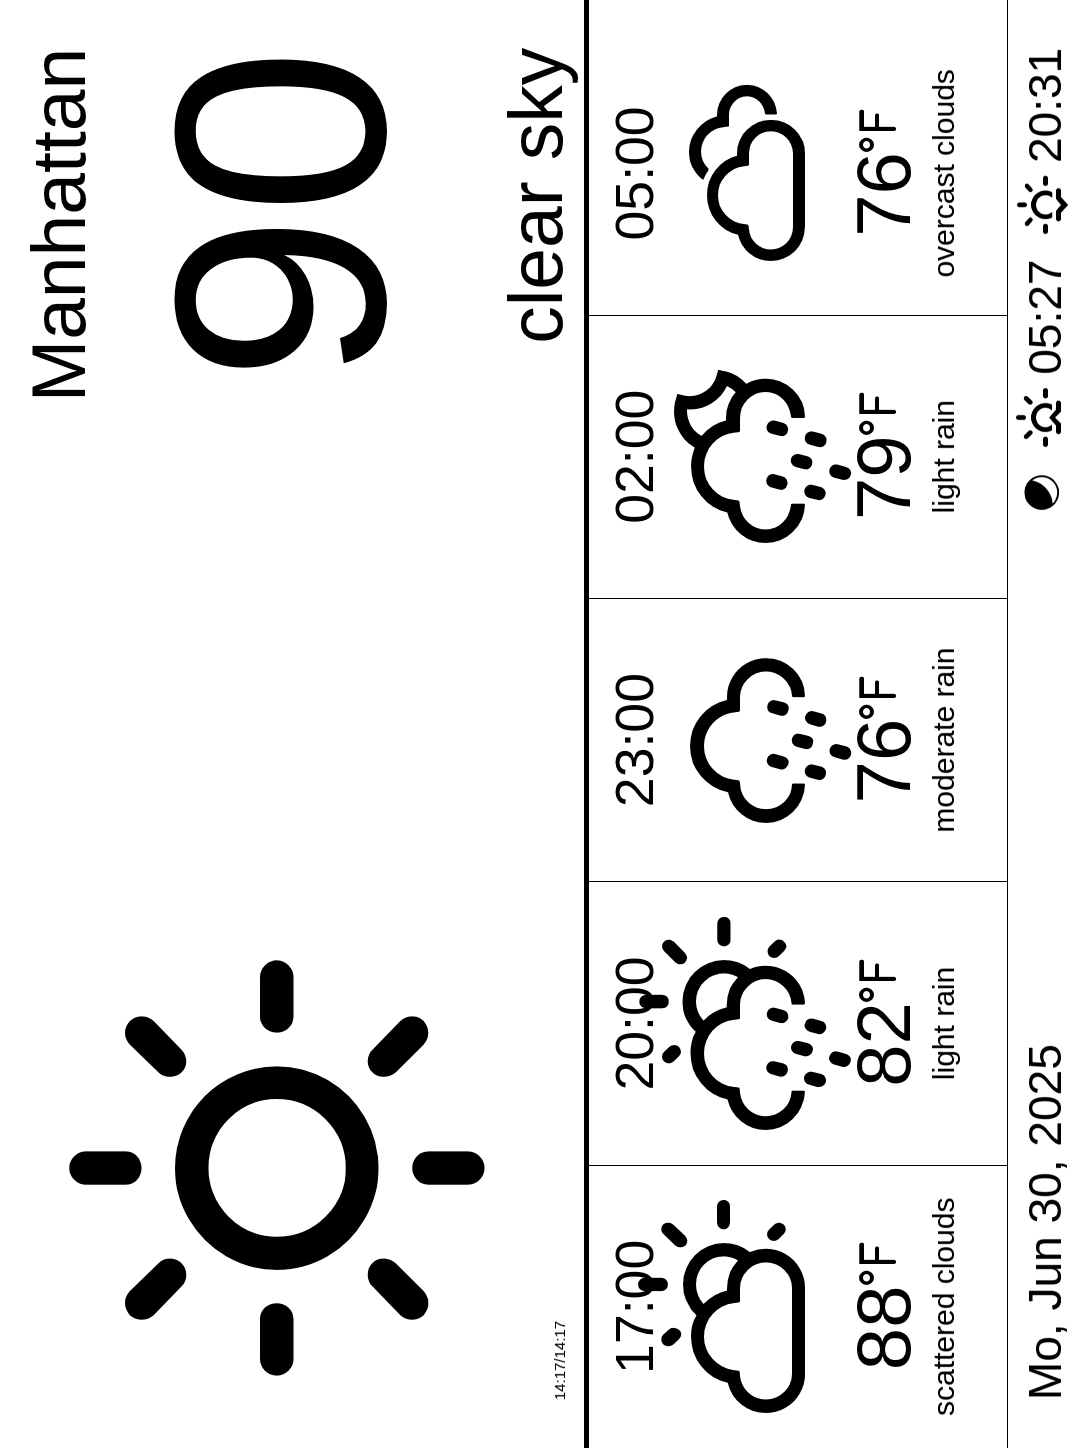 Manhattan
90
clear sky
14:17/14:17
17:00 20:00 23:00 02:00 05:00
88°F 82°F 76°F 79°F 76°F
scattered clouds light rain moderate rain light rain overcast clouds
Mo, Jun 30, 2025 05:27 20:31